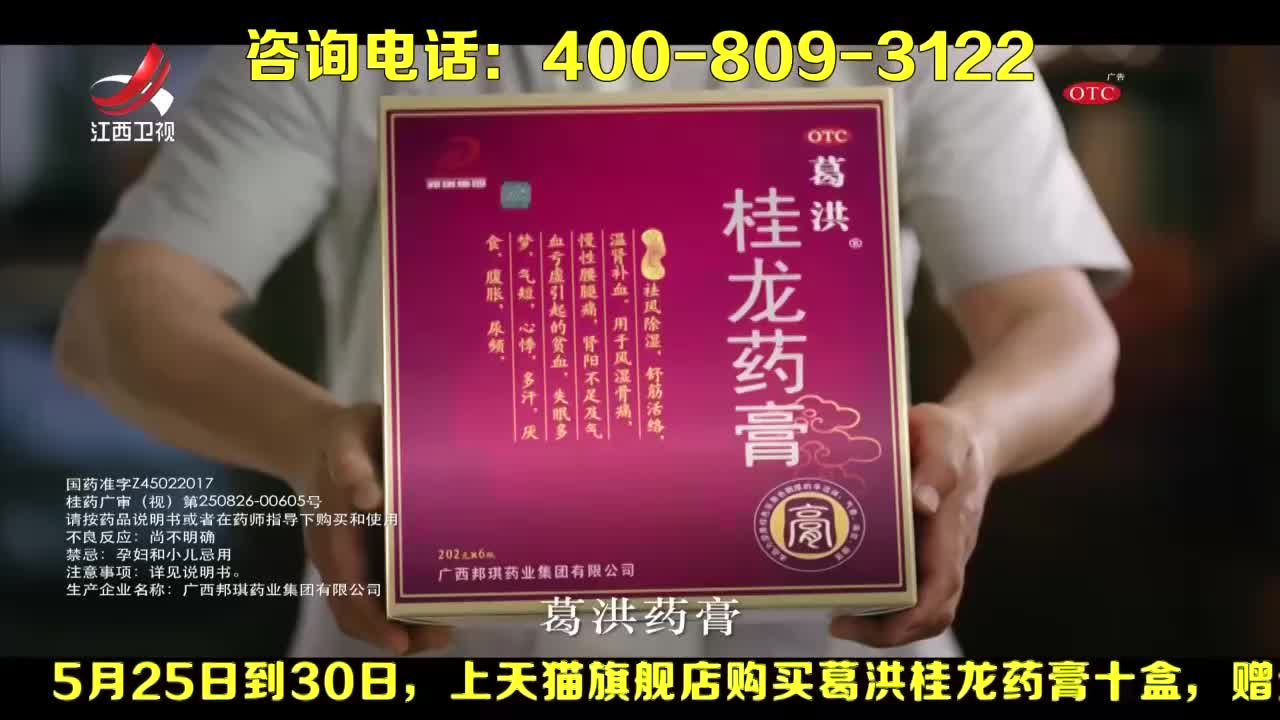 咨询电话：400-809-3122
江西卫视
广告
OTC
OTC
葛洪®
桂龙药膏
祛风除湿，舒筋活络，
温肾补血。用于风湿骨痛，
慢性腰腿痛，肾阳不足及气
血亏虚引起的贫血，失眠多
梦，气短，心悸，多汗，厌
食，腹胀，尿频。
膏
202克×6瓶
广西邦琪药业集团有限公司
国药准字Z45022017
桂药广审（视）第250826-00605号
请按药品说明书或者在药师指导下购买和使用
不良反应：尚不明确
禁忌：孕妇和小儿忌用
注意事项：详见说明书。
生产企业名称：广西邦琪药业集团有限公司
葛洪药膏
5月25日到30日，上天猫旗舰店购买葛洪桂龙药膏十盒，赠